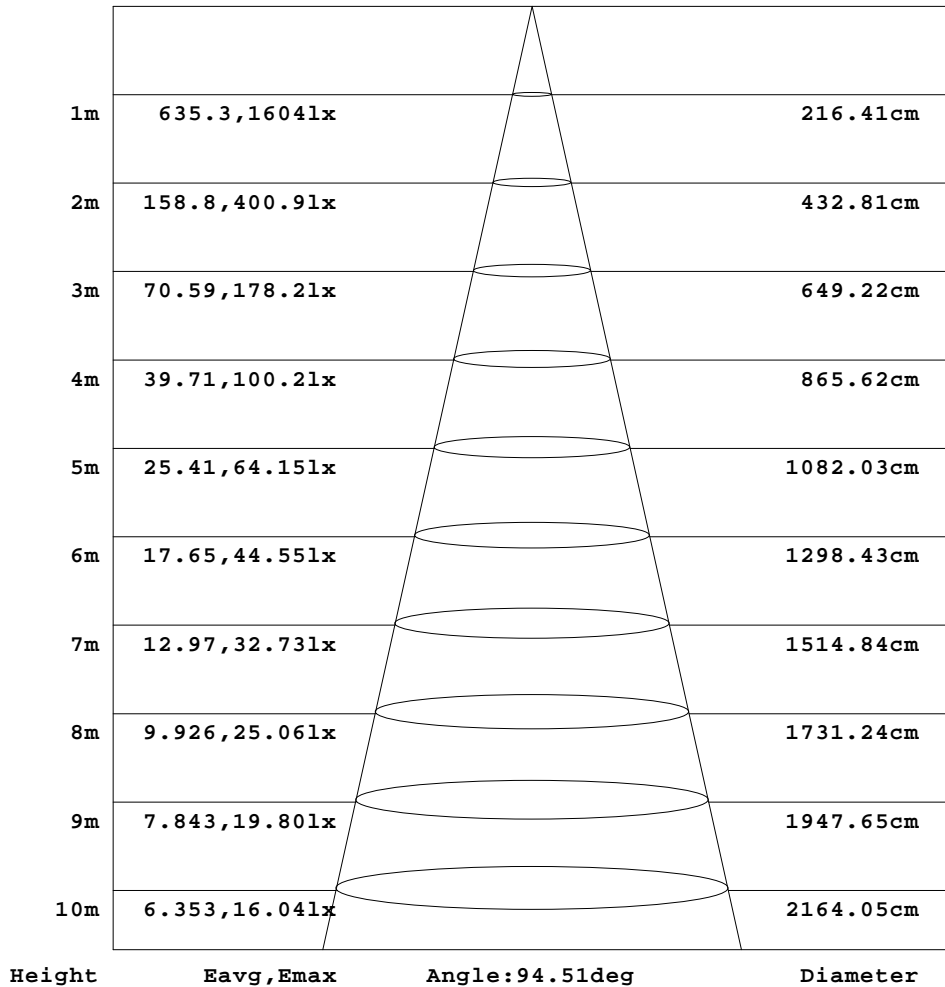 1m 635.3,1604lx 216.41cm
2m 158.8,400.9lx 432.81cm
3m 70.59,178.2lx 649.22cm
4m 39.71,100.2lx 865.62cm
5m 25.41,64.15lx 1082.03cm
6m 17.65,44.55lx 1298.43cm
7m 12.97,32.73lx 1514.84cm
8m 9.926,25.06lx 1731.24cm
9m 7.843,19.80lx 1947.65cm
10m 6.353,16.04lx 2164.05cm
Height Eavg,Emax Angle:94.51deg Diameter